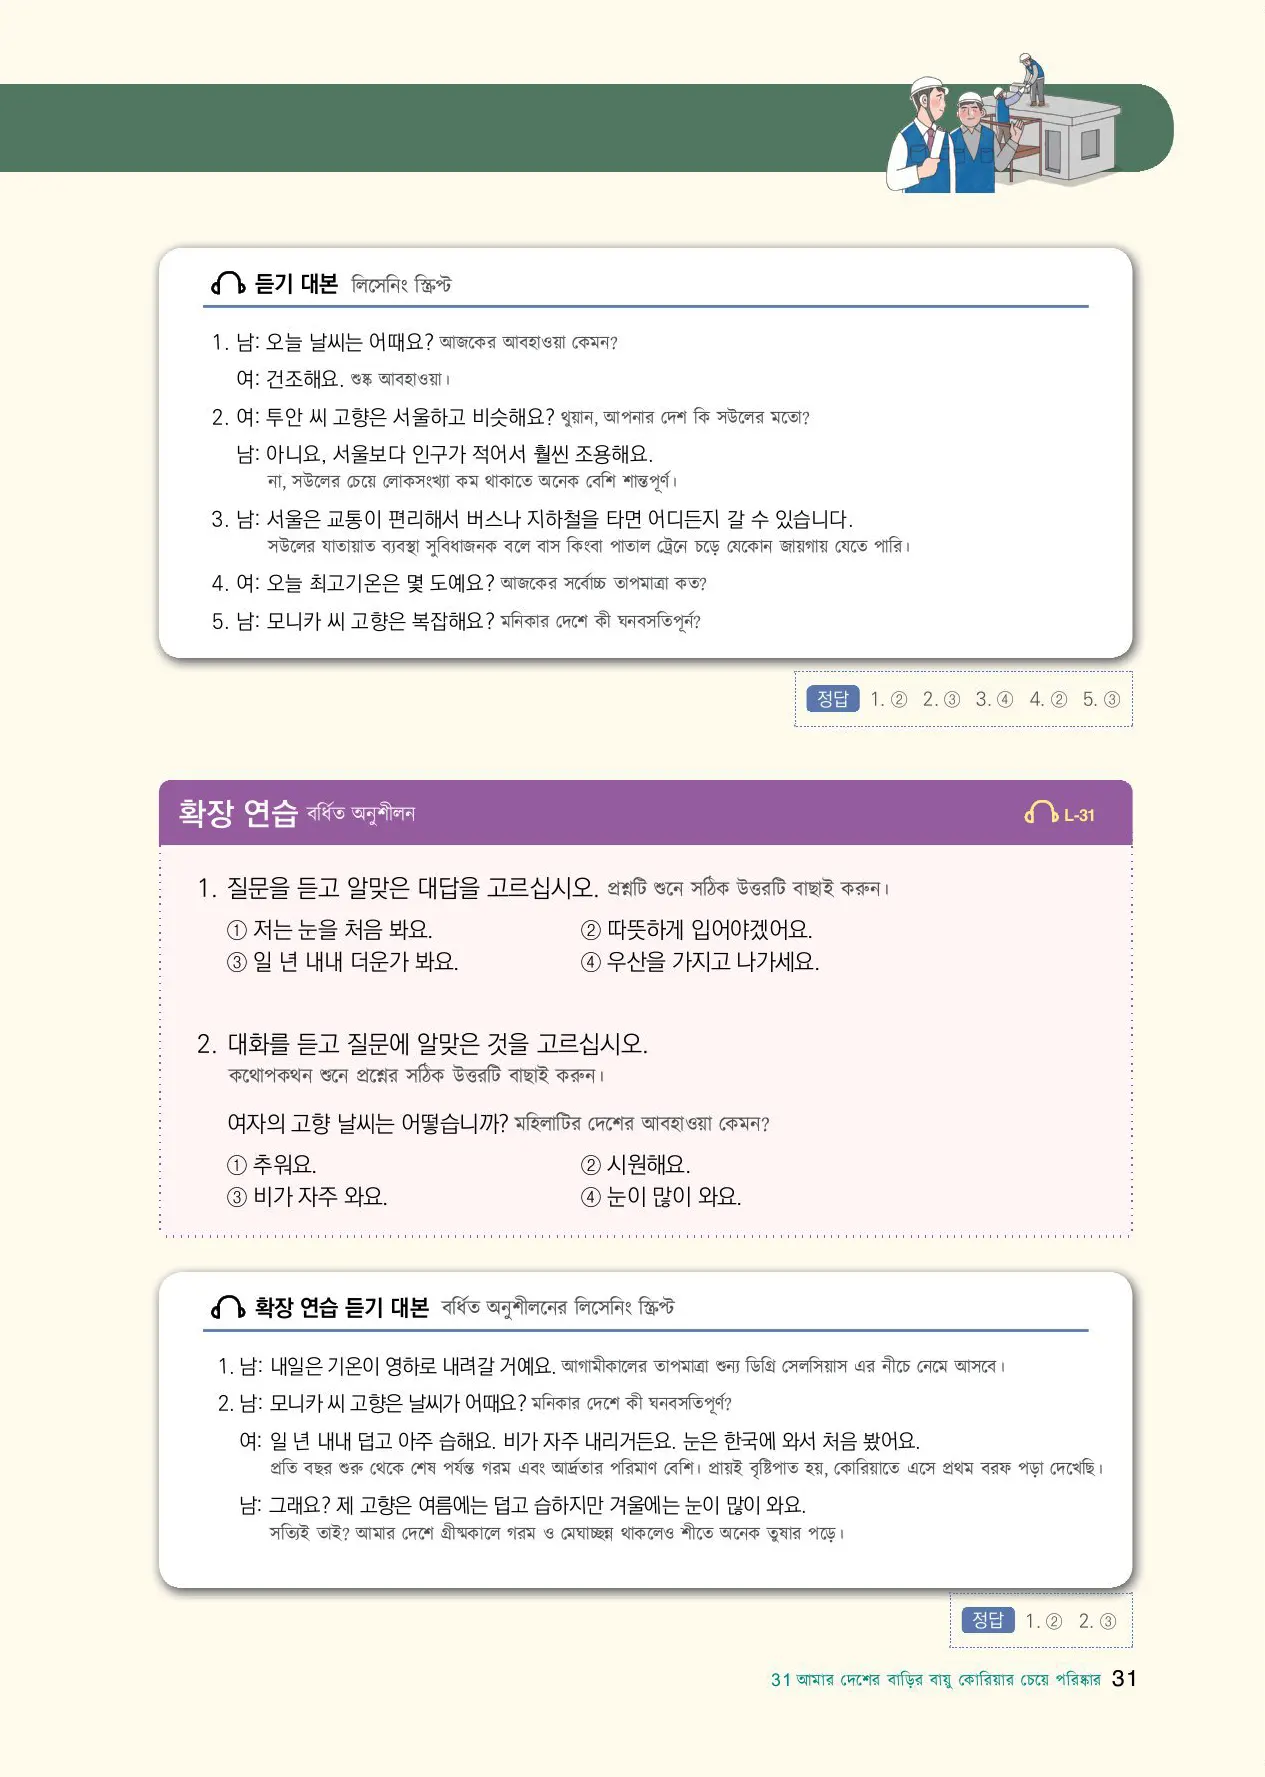 듣기 대본 লিসেনিং স্ক্রিপ্ট
1. 남: 오늘 날씨는 어때요? আজকের আবহাওয়া কেমন?
여: 건조해요. শুষ্ক আবহাওয়া।
2. 여: 투안 씨 고향은 서울하고 비슷해요? থুয়ান, আপনার দেশ কি সউলের মতো?
남: 아니요, 서울보다 인구가 적어서 훨씬 조용해요.
না, সউলের চেয়ে লোকসংখ্যা কম থাকাতে অনেক বেশি শান্তপূর্ণ।
3. 남: 서울은 교통이 편리해서 버스나 지하철을 타면 어디든지 갈 수 있습니다.
সউলের যাতায়াত ব্যবস্থা সুবিধাজনক বলে বাস কিংবা পাতাল ট্রেনে চড়ে যেকোন জায়গায় যেতে পারি।
4. 여: 오늘 최고기온은 몇 도예요? আজকের সর্বোচ্চ তাপমাত্রা কত?
5. 남: 모니카 씨 고향은 복잡해요? মনিকার দেশে কী ঘনবসতিপূর্ন?
정답 1. ② 2. ③ 3. ④ 4. ② 5. ③
확장 연습 বর্ধিত অনুশীলন L-31
1. 질문을 듣고 알맞은 대답을 고르십시오. প্রশ্নটি শুনে সঠিক উত্তরটি বাছাই করুন।
① 저는 눈을 처음 봐요. ② 따뜻하게 입어야겠어요.
③ 일 년 내내 더운가 봐요. ④ 우산을 가지고 나가세요.
2. 대화를 듣고 질문에 알맞은 것을 고르십시오.
কথোপকথন শুনে প্রশ্নের সঠিক উত্তরটি বাছাই করুন।
여자의 고향 날씨는 어떻습니까? মহিলাটির দেশের আবহাওয়া কেমন?
① 추워요. ② 시원해요.
③ 비가 자주 와요. ④ 눈이 많이 와요.
확장 연습 듣기 대본 বর্ধিত অনুশীলনের লিসেনিং স্ক্রিপ্ট
1. 남: 내일은 기온이 영하로 내려갈 거예요. আগামীকালের তাপমাত্রা শুন্য ডিগ্রি সেলসিয়াস এর নীচে নেমে আসবে।
2. 남: 모니카 씨 고향은 날씨가 어때요? মনিকার দেশে কী ঘনবসতিপূর্ণ?
여: 일 년 내내 덥고 아주 습해요. 비가 자주 내리거든요. 눈은 한국에 와서 처음 봤어요.
প্রতি বছর শুরু থেকে শেষ পর্যন্ত গরম এবং আর্দ্রতার পরিমাণ বেশি। প্রায়ই বৃষ্টিপাত হয়, কোরিয়াতে এসে প্রথম বরফ পড়া দেখেছি।
남: 그래요? 제 고향은 여름에는 덥고 습하지만 겨울에는 눈이 많이 와요.
সত্যিই তাই? আমার দেশে গ্রীষ্মকালে গরম ও মেঘাচ্ছন্ন থাকলেও শীতে অনেক তুষার পড়ে।
정답 1. ② 2. ③
31 আমার দেশের বাড়ির বায়ু কোরিয়ার চেয়ে পরিষ্কার 31